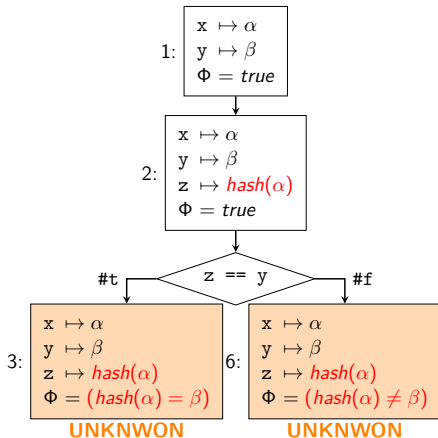 1:
x ↦ α
y ↦ β
Φ = true
2:
x ↦ α
y ↦ β
z ↦ hash(α)
Φ = true
z == y
#t
#f
3:
x ↦ α
y ↦ β
z ↦ hash(α)
Φ = (hash(α) = β)
UNKNWON
6:
x ↦ α
y ↦ β
z ↦ hash(α)
Φ = (hash(α) ≠ β)
UNKNWON